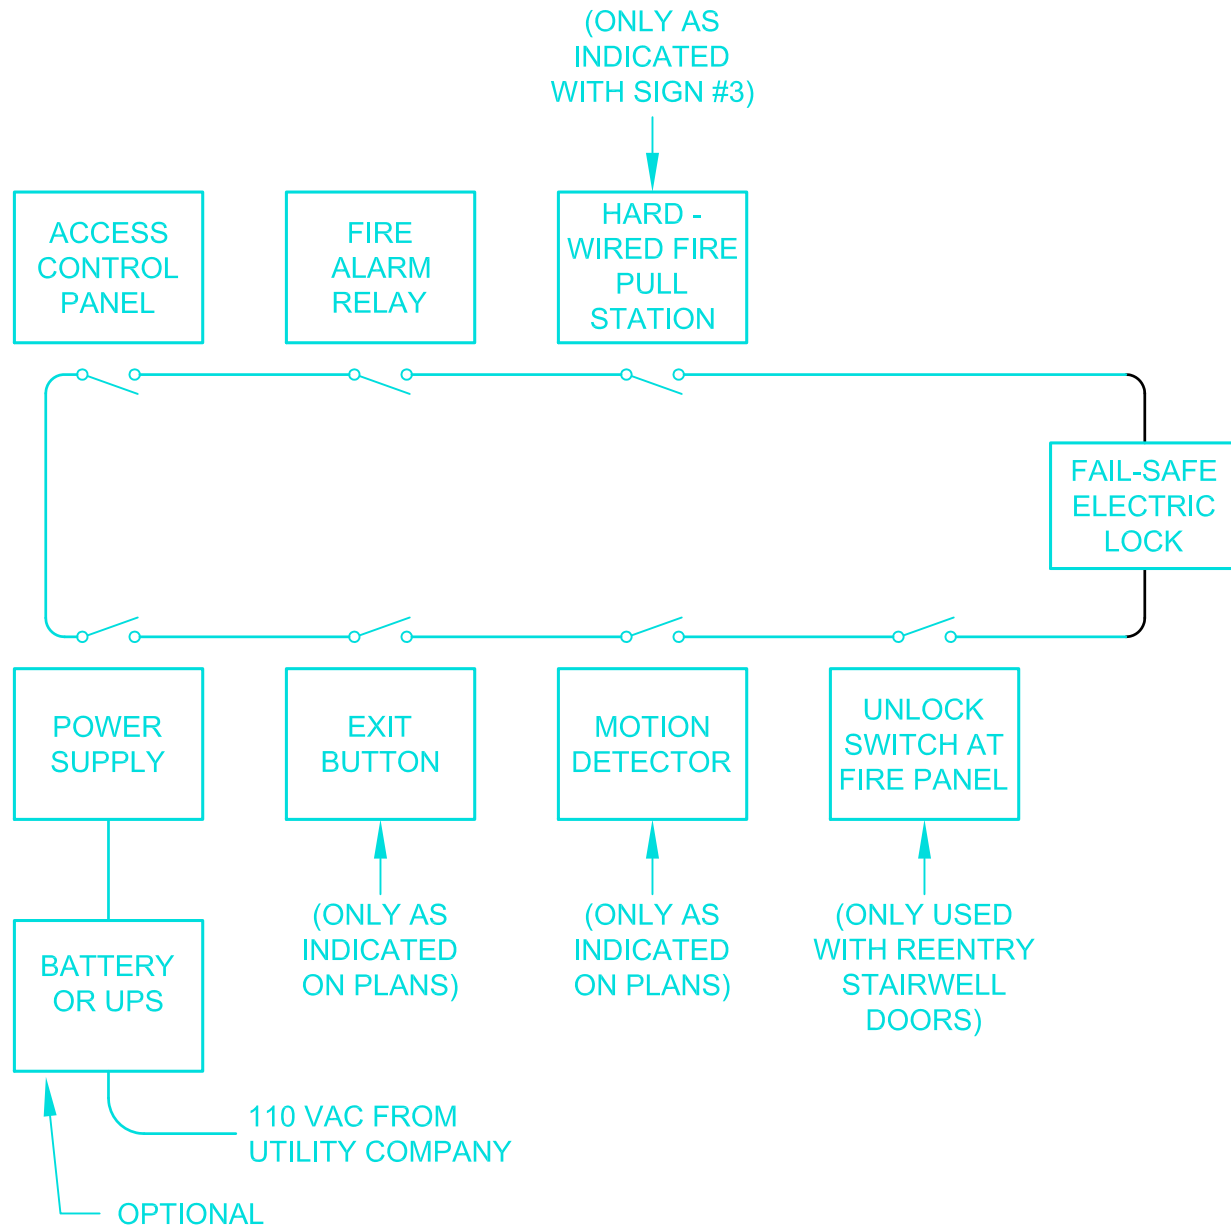 (ONLY AS
INDICATED
WITH SIGN #3)
ACCESS
CONTROL
PANEL
FIRE
ALARM
RELAY
HARD -
WIRED FIRE
PULL
STATION
FAIL-SAFE
ELECTRIC
LOCK
POWER
SUPPLY
EXIT
BUTTON
MOTION
DETECTOR
UNLOCK
SWITCH AT
FIRE PANEL
BATTERY
OR UPS
(ONLY AS
INDICATED
ON PLANS)
(ONLY AS
INDICATED
ON PLANS)
(ONLY USED
WITH REENTRY
STAIRWELL
DOORS)
110 VAC FROM
UTILITY COMPANY
OPTIONAL